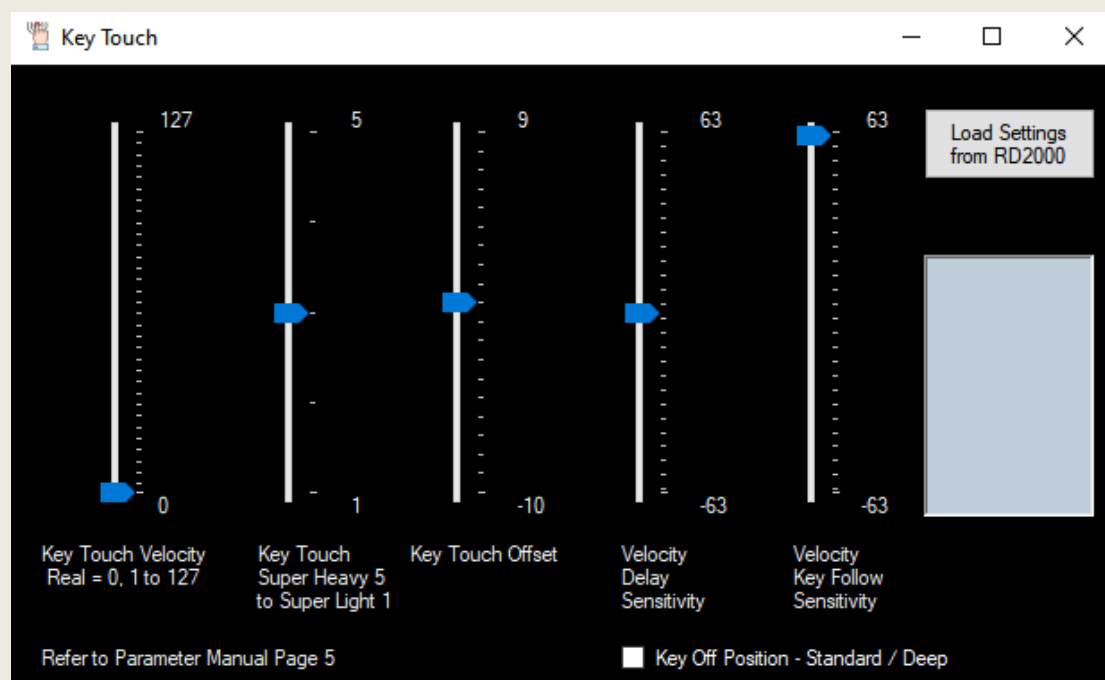 Key Touch
127
5
9
63
63
Load Settings
from RD2000
0
1
-10
-63
-63
Key Touch Velocity
Real = 0, 1 to 127
Key Touch
Super Heavy 5
to Super Light 1
Key Touch Offset
Velocity
Delay
Sensitivity
Velocity
Key Follow
Sensitivity
Refer to Parameter Manual Page 5
Key Off Position - Standard / Deep